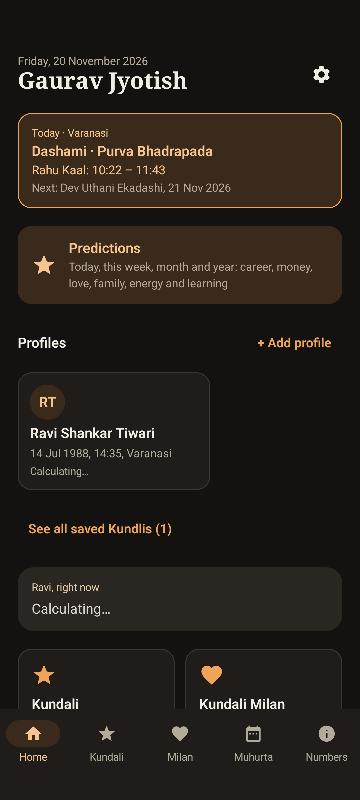 Friday, 20 November 2026
Gaurav Jyotish
Today · Varanasi
Dashami · Purva Bhadrapada
Rahu Kaal: 10:22 – 11:43
Next: Dev Uthani Ekadashi, 21 Nov 2026
Predictions
Today, this week, month and year: career, money,
love, family, energy and learning
Profiles
+ Add profile
RT
Ravi Shankar Tiwari
14 Jul 1988, 14:35, Varanasi
Calculating…
See all saved Kundlis (1)
Ravi, right now
Calculating…
Kundali
Kundali Milan
Home
Kundali
Milan
Muhurta
Numbers